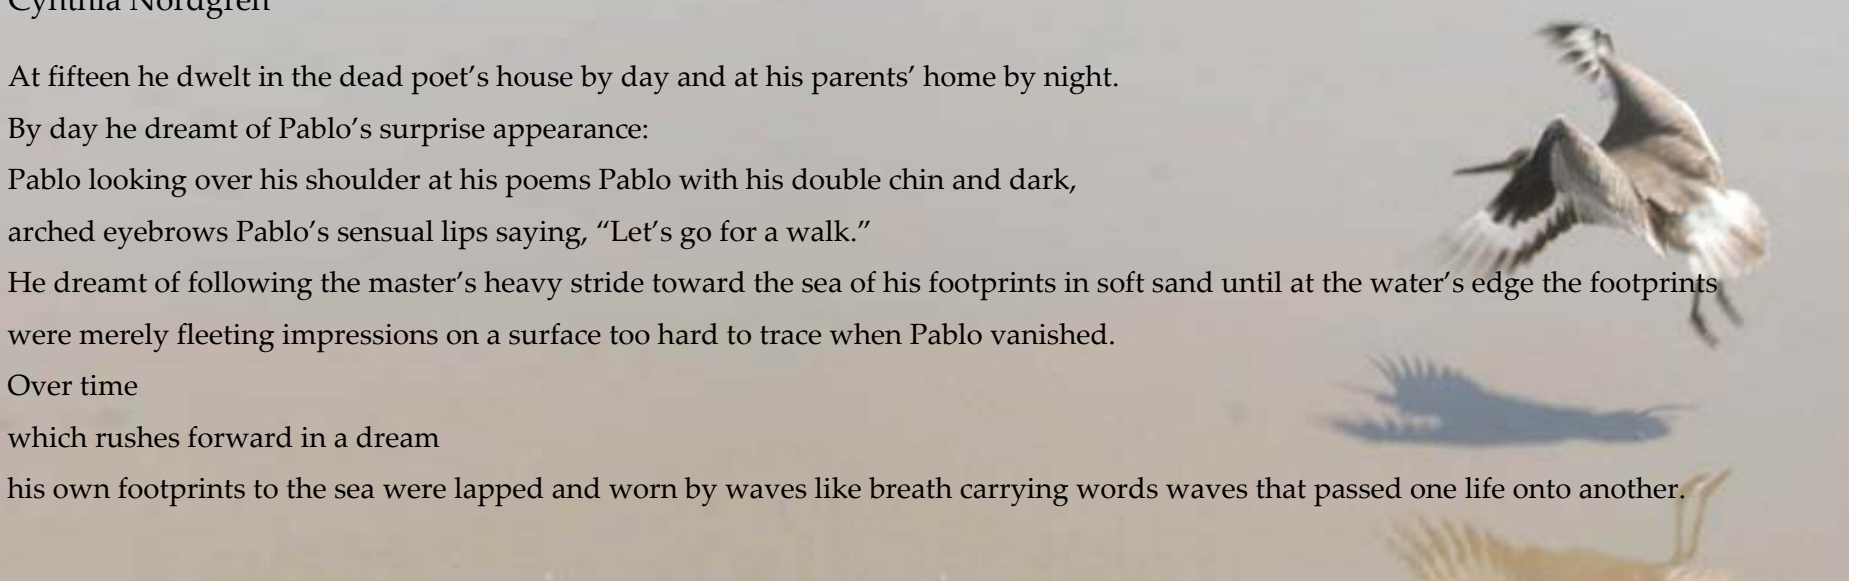 Cynthia Nordgren
At fifteen he dwelt in the dead poet’s house by day and at his parents’ home by night.
By day he dreamt of Pablo’s surprise appearance:
Pablo looking over his shoulder at his poems Pablo with his double chin and dark,
arched eyebrows Pablo’s sensual lips saying, “Let’s go for a walk.”
He dreamt of following the master’s heavy stride toward the sea of his footprints in soft sand until at the water’s edge the footprints
were merely fleeting impressions on a surface too hard to trace when Pablo vanished.
Over time
which rushes forward in a dream
his own footprints to the sea were lapped and worn by waves like breath carrying words waves that passed one life onto another.